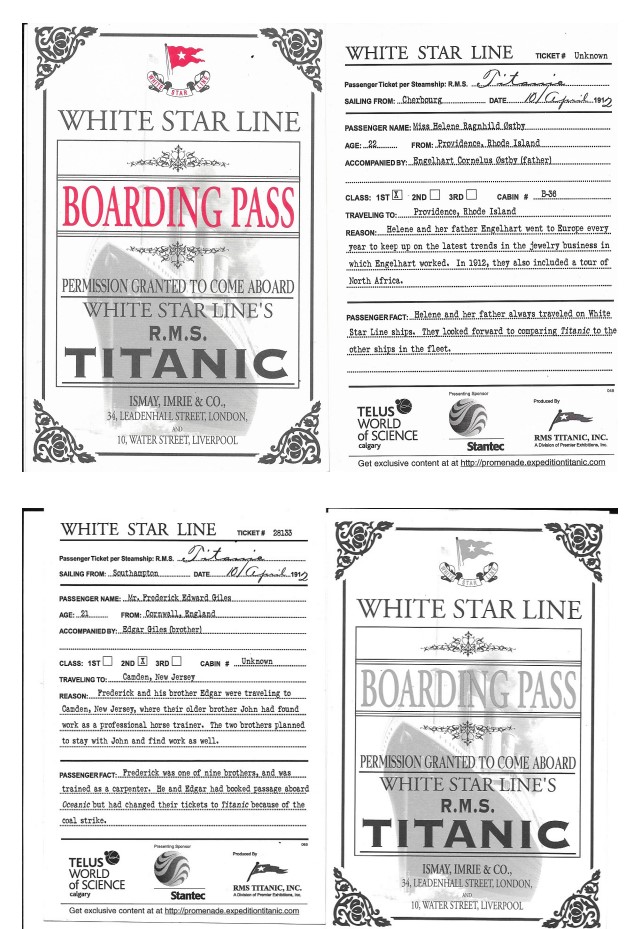 WHITE STAR LINE
WHITE STAR LINE
BOARDING PASS
PERMISSION GRANTED TO COME ABOARD
WHITE STAR LINE'S
R.M.S.
TITANIC
ISMAY, IMRIE & CO.,
34, LEADENHALL STREET, LONDON,
AND
10, WATER STREET, LIVERPOOL
WHITE STAR LINE TICKET # Unknown
Passenger Ticket per Steamship: R.M.S. Titanic
SAILING FROM: Cherbourg DATE 10/April 1912
PASSENGER NAME: Miss Helene Ragnhild Østby
AGE: 22 FROM: Providence, Rhode Island
ACCOMPANIED BY: Engelhart Cornelus Østby (father)
CLASS: 1ST X 2ND 3RD CABIN # B-36
TRAVELING TO: Providence, Rhode Island
REASON: Helene and her father Engelhart went to Europe every
year to keep up on the latest trends in the jewelry business in
which Engelhart worked. In 1912, they also included a tour of
North Africa.
PASSENGER FACT: Helene and her father always traveled on White
Star Line ships. They looked forward to comparing Titanic to the
other ships in the fleet.
TELUS
WORLD
OF SCIENCE
calgary
Presenting Sponsor
Stantec
Produced By
RMS TITANIC, INC.
A Division of Premier Exhibitions, Inc.
Get exclusive content at at http://promenade.expeditiontitanic.com
WHITE STAR LINE TICKET # 28133
Passenger Ticket per Steamship: R.M.S. Titanic
SAILING FROM: Southampton DATE 10/April 1912
PASSENGER NAME: Mr. Frederick Edward Giles
AGE: 21 FROM: Cornwall, England
ACCOMPANIED BY: Edgar Giles (brother)
CLASS: 1ST 2ND X 3RD CABIN # Unknown
TRAVELING TO: Camden, New Jersey
REASON: Frederick and his brother Edgar were traveling to
Camden, New Jersey, where their older brother John had found
work as a professional horse trainer. The two brothers planned
to stay with John and find work as well.
PASSENGER FACT: Frederick was one of nine brothers, and was
trained as a carpenter. He and Edgar had booked passage aboard
Oceanic but had changed their tickets to Titanic because of the
coal strike.
TELUS
WORLD
OF SCIENCE
calgary
Presenting Sponsor
Stantec
Produced By
RMS TITANIC, INC.
A Division of Premier Exhibitions, Inc.
Get exclusive content at at http://promenade.expeditiontitanic.com
STAR
WHITE STAR LINE
BOARDING PASS
PERMISSION GRANTED TO COME ABOARD
WHITE STAR LINE'S
R.M.S.
TITANIC
ISMAY, IMRIE & CO.,
34, LEADENHALL STREET, LONDON,
AND
10, WATER STREET, LIVERPOOL